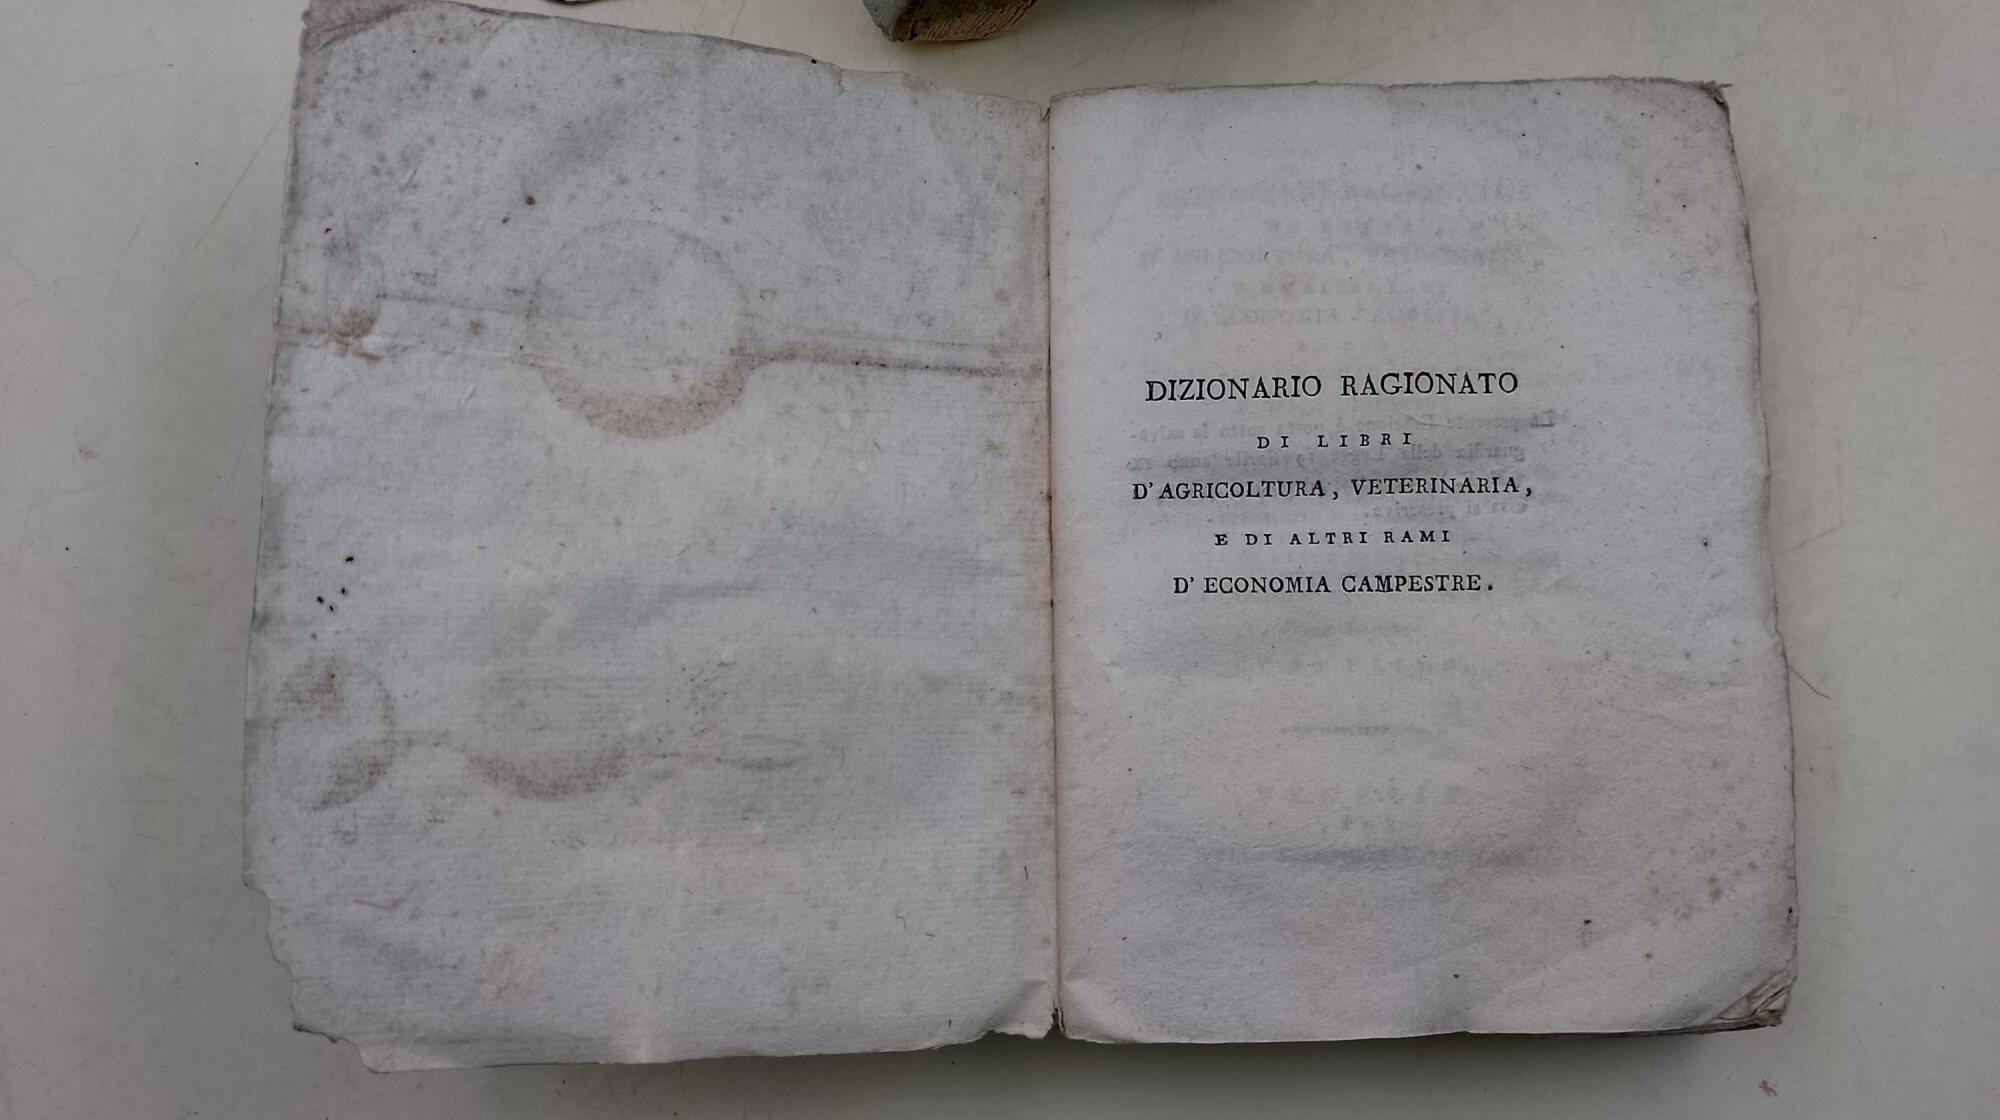 DIZIONARIO RAGIONATO
DI LIBRI
D' AGRICOLTURA, VETERINARIA,
E DI ALTRI RAMI
D' ECONOMIA CAMPESTRE.